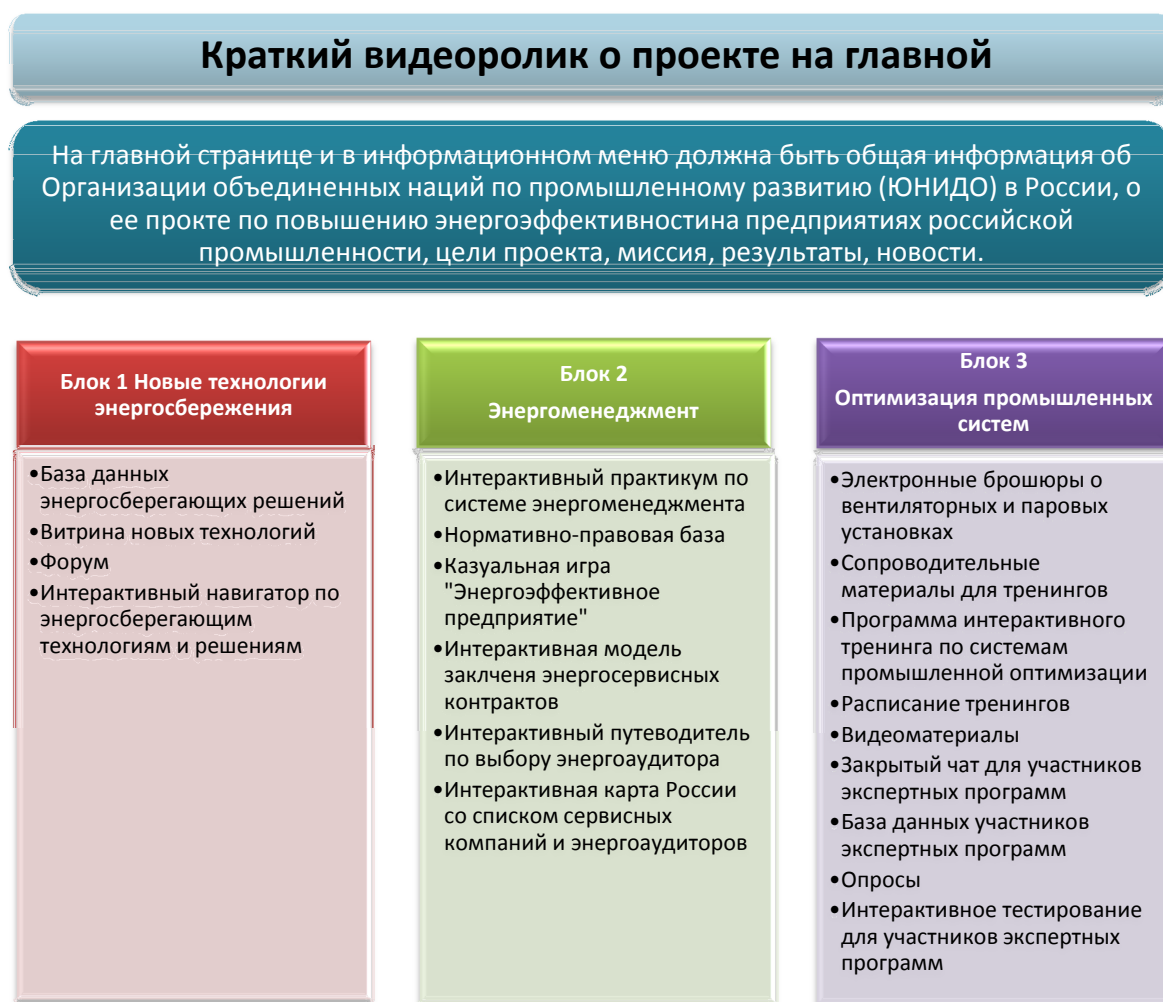 Краткий видеоролик о проекте на главной
На главной странице и в информационном меню должна быть общая информация об
Организации объединенных наций по промышленному развитию (ЮНИДО) в России, о
ее прокте по повышению энергоэффективностина предприятиях российской
промышленности, цели проекта, миссия, результаты, новости.
Блок 1 Новые технологии
энергосбережения
•База данных
энергосберегающих решений
•Витрина новых технологий
•Форум
•Интерактивный навигатор по
энергосберегающим
технологиям и решениям
Блок 2
Энергоменеджмент
•Интерактивный практикум по
системе энергоменеджмента
•Нормативно-правовая база
•Казуальная игра
"Энергоэффективное
предприятие"
•Интерактивная модель
заклченя энергосервисных
контрактов
•Интерактивный путеводитель
по выбору энергоаудитора
•Интерактивная карта России
со списком сервисных
компаний и энергоаудиторов
Блок 3
Оптимизация промышленных
систем
•Электронные брошюры о
вентиляторных и паровых
установках
•Сопроводительные
материалы для тренингов
•Программа интерактивного
тренинга по системам
промышленной оптимизации
•Расписание тренингов
•Видеоматериалы
•Закрытый чат для участников
экспертных программ
•База данных участников
экспертных программ
•Опросы
•Интерактивное тестирование
для участников экспертных
программ